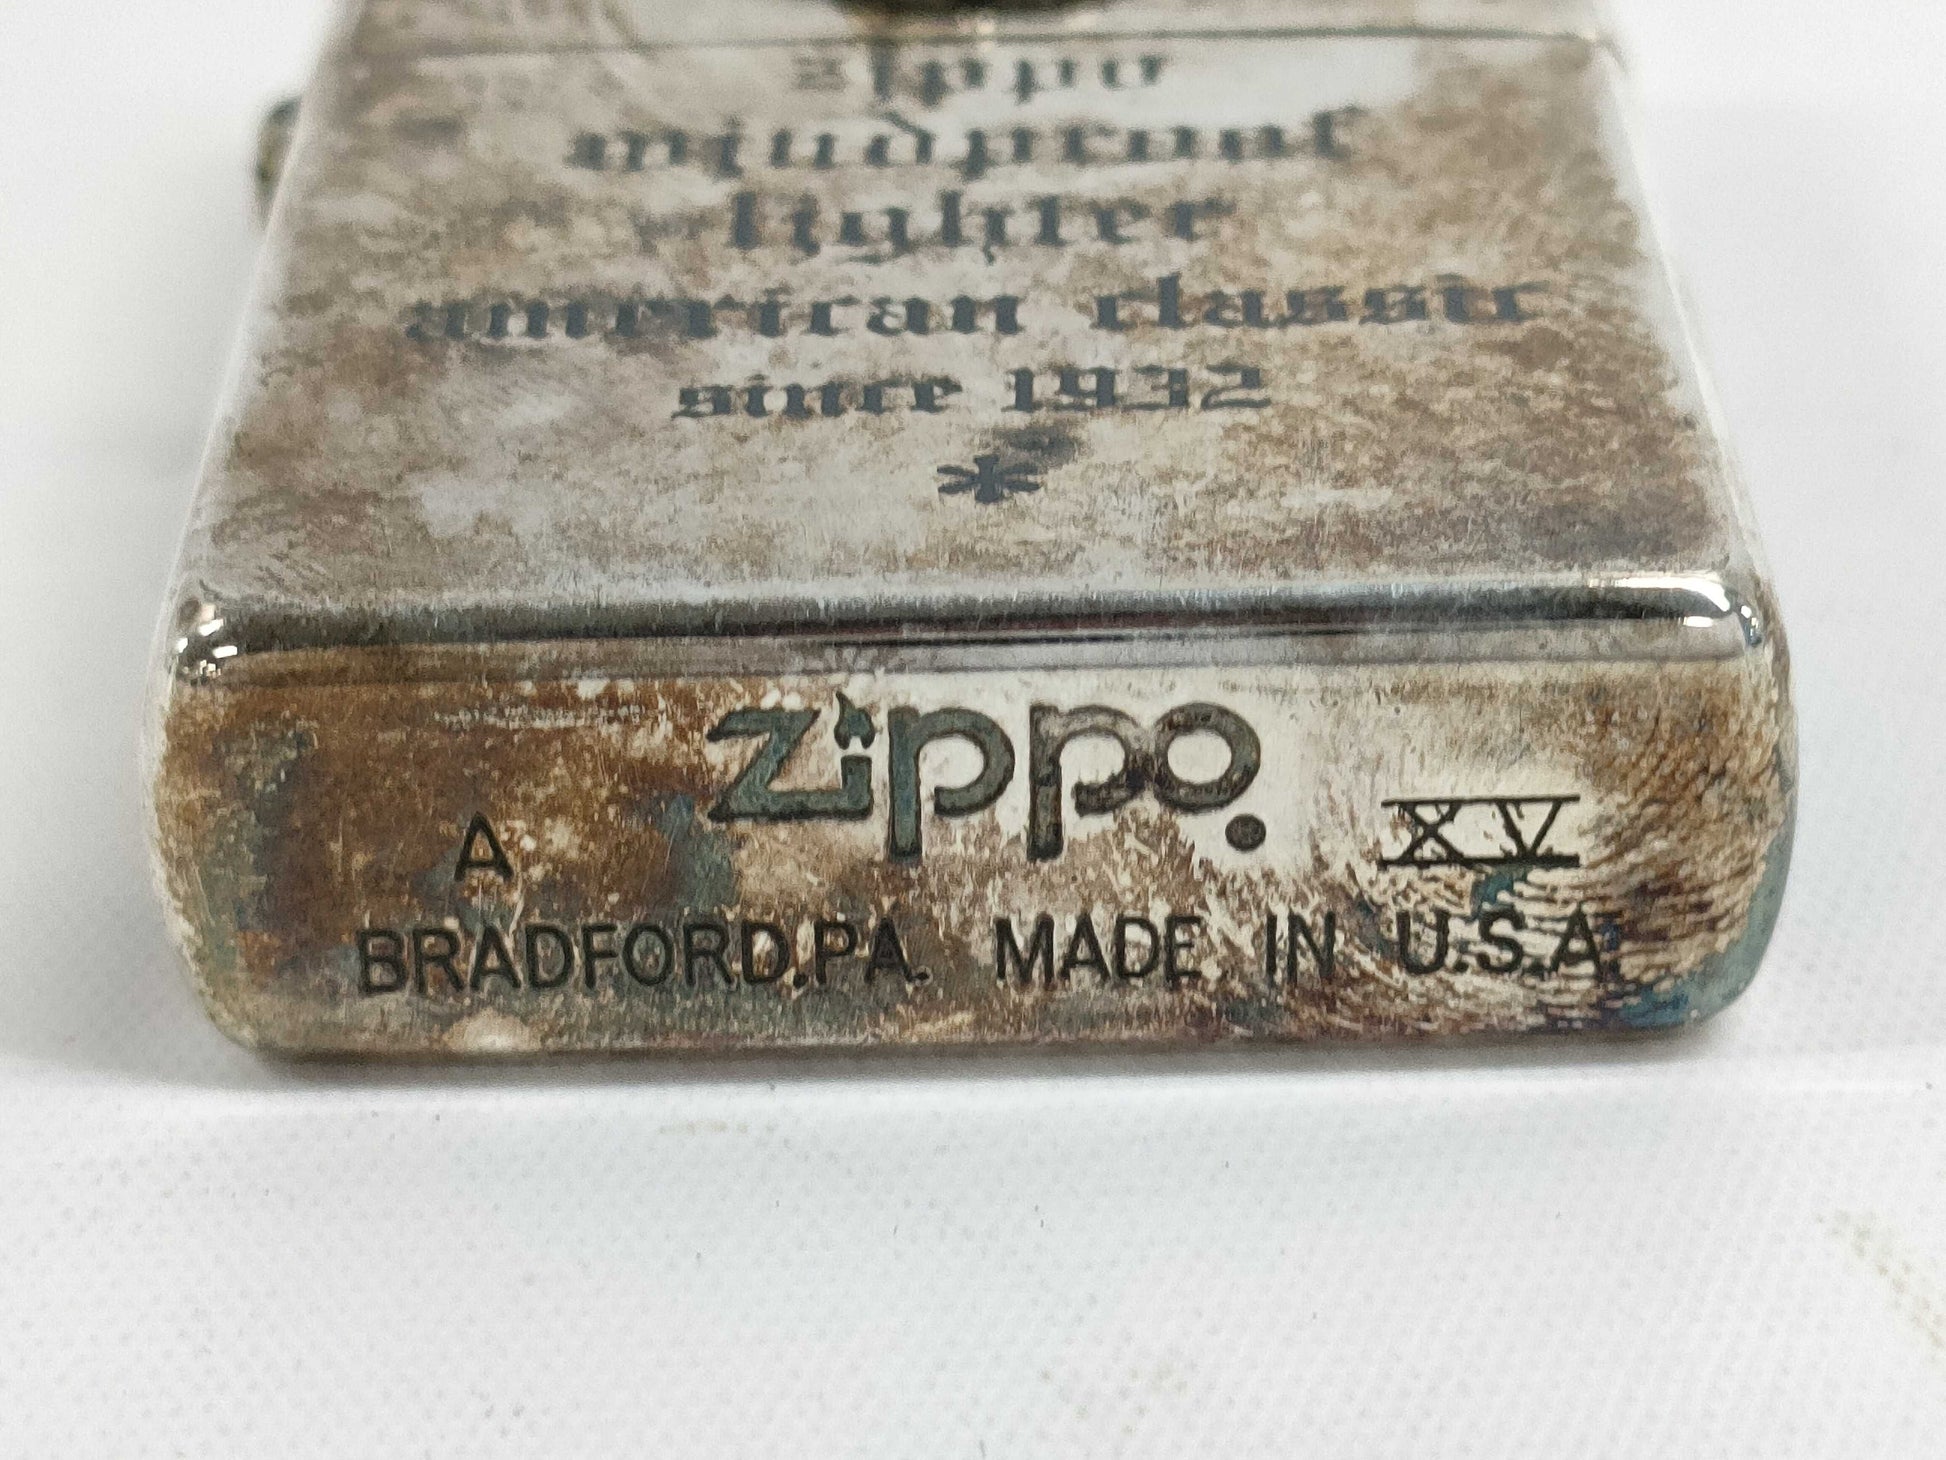 zippo
windproof
lighter
american classic
since 1932
*
Zippo
A XV
BRADFORD.PA. MADE IN U.S.A.